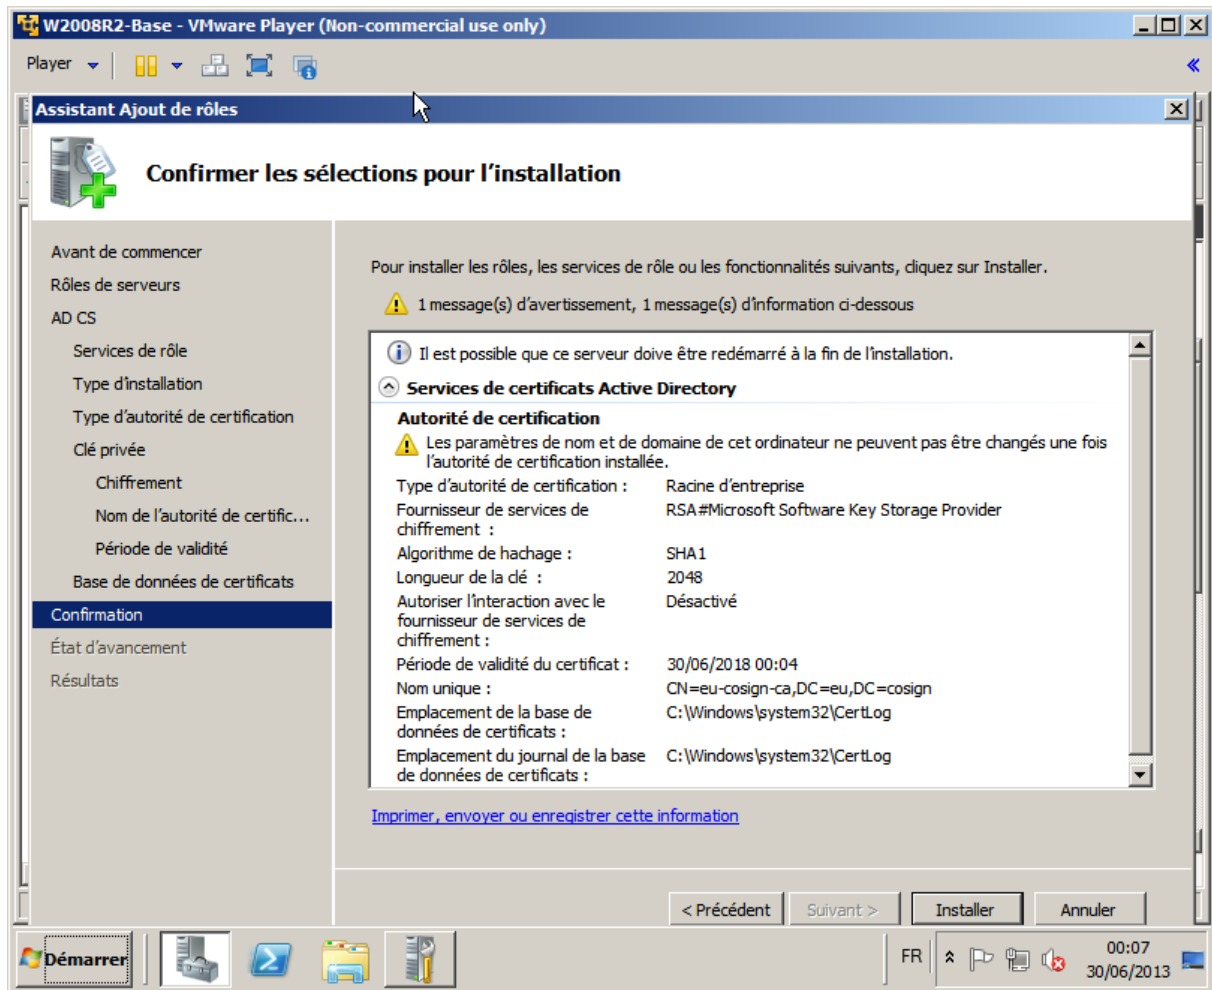 W2008R2-Base - VMware Player (Non-commercial use only)
Player
Assistant Ajout de rôles
Confirmer les sélections pour l'installation
Avant de commencer
Rôles de serveurs
AD CS
Services de rôle
Type d'installation
Type d'autorité de certification
Clé privée
Chiffrement
Nom de l'autorité de certific...
Période de validité
Base de données de certificats
Confirmation
État d'avancement
Résultats
Pour installer les rôles, les services de rôle ou les fonctionnalités suivants, cliquez sur Installer.
1 message(s) d'avertissement, 1 message(s) d'information ci-dessous
Il est possible que ce serveur doive être redémarré à la fin de l'installation.
Services de certificats Active Directory
Autorité de certification
Les paramètres de nom et de domaine de cet ordinateur ne peuvent pas être changés une fois
l'autorité de certification installée.
Type d'autorité de certification : Racine d'entreprise
Fournisseur de services de RSA#Microsoft Software Key Storage Provider
chiffrement :
Algorithme de hachage : SHA1
Longueur de la clé : 2048
Autoriser l'interaction avec le Désactivé
fournisseur de services de
chiffrement :
Période de validité du certificat : 30/06/2018 00:04
Nom unique : CN=eu-cosign-ca,DC=eu,DC=cosign
Emplacement de la base de C:\Windows\system32\CertLog
données de certificats :
Emplacement du journal de la base C:\Windows\system32\CertLog
de données de certificats :
Imprimer, envoyer ou enregistrer cette information
< Précédent Suivant > Installer Annuler
Démarrer FR 00:07
30/06/2013